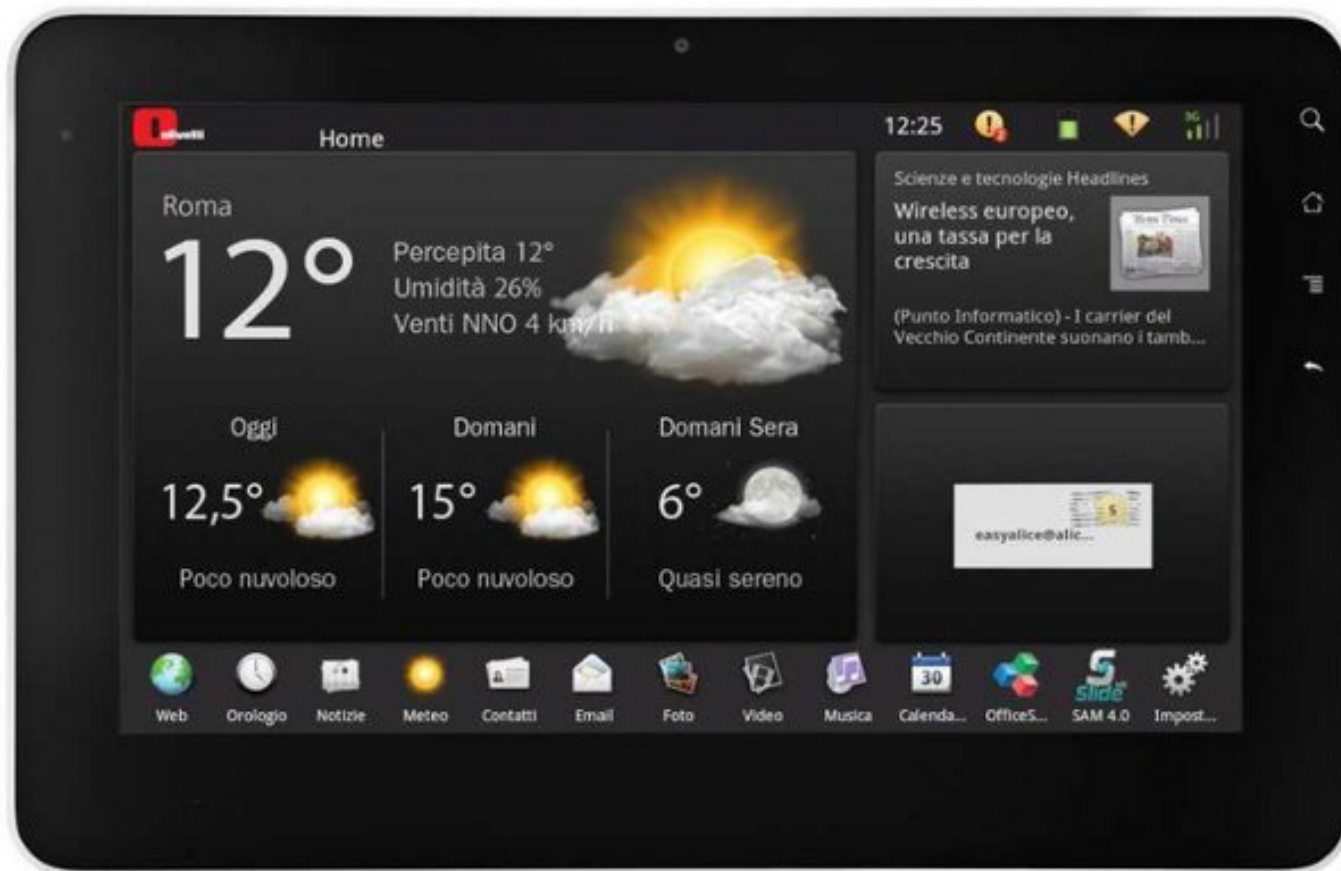 olivetti
Home
12:25
3G
Roma
12°
Percepita 12°
Umidità 26%
Venti NNO 4 km/h
Oggi
12,5°
Poco nuvoloso
Domani
15°
Poco nuvoloso
Domani Sera
6°
Quasi sereno
Scienze e tecnologie Headlines
Wireless europeo,
una tassa per la
crescita
(Punto Informatico) - I carrier del
Vecchio Continente suonano i tamb...
easyalice@alic...
Web
Orologio
Notizie
Meteo
Contatti
Email
Foto
Video
Musica
30
Calenda...
OfficeS...
Slide
SAM 4.0
Impost...